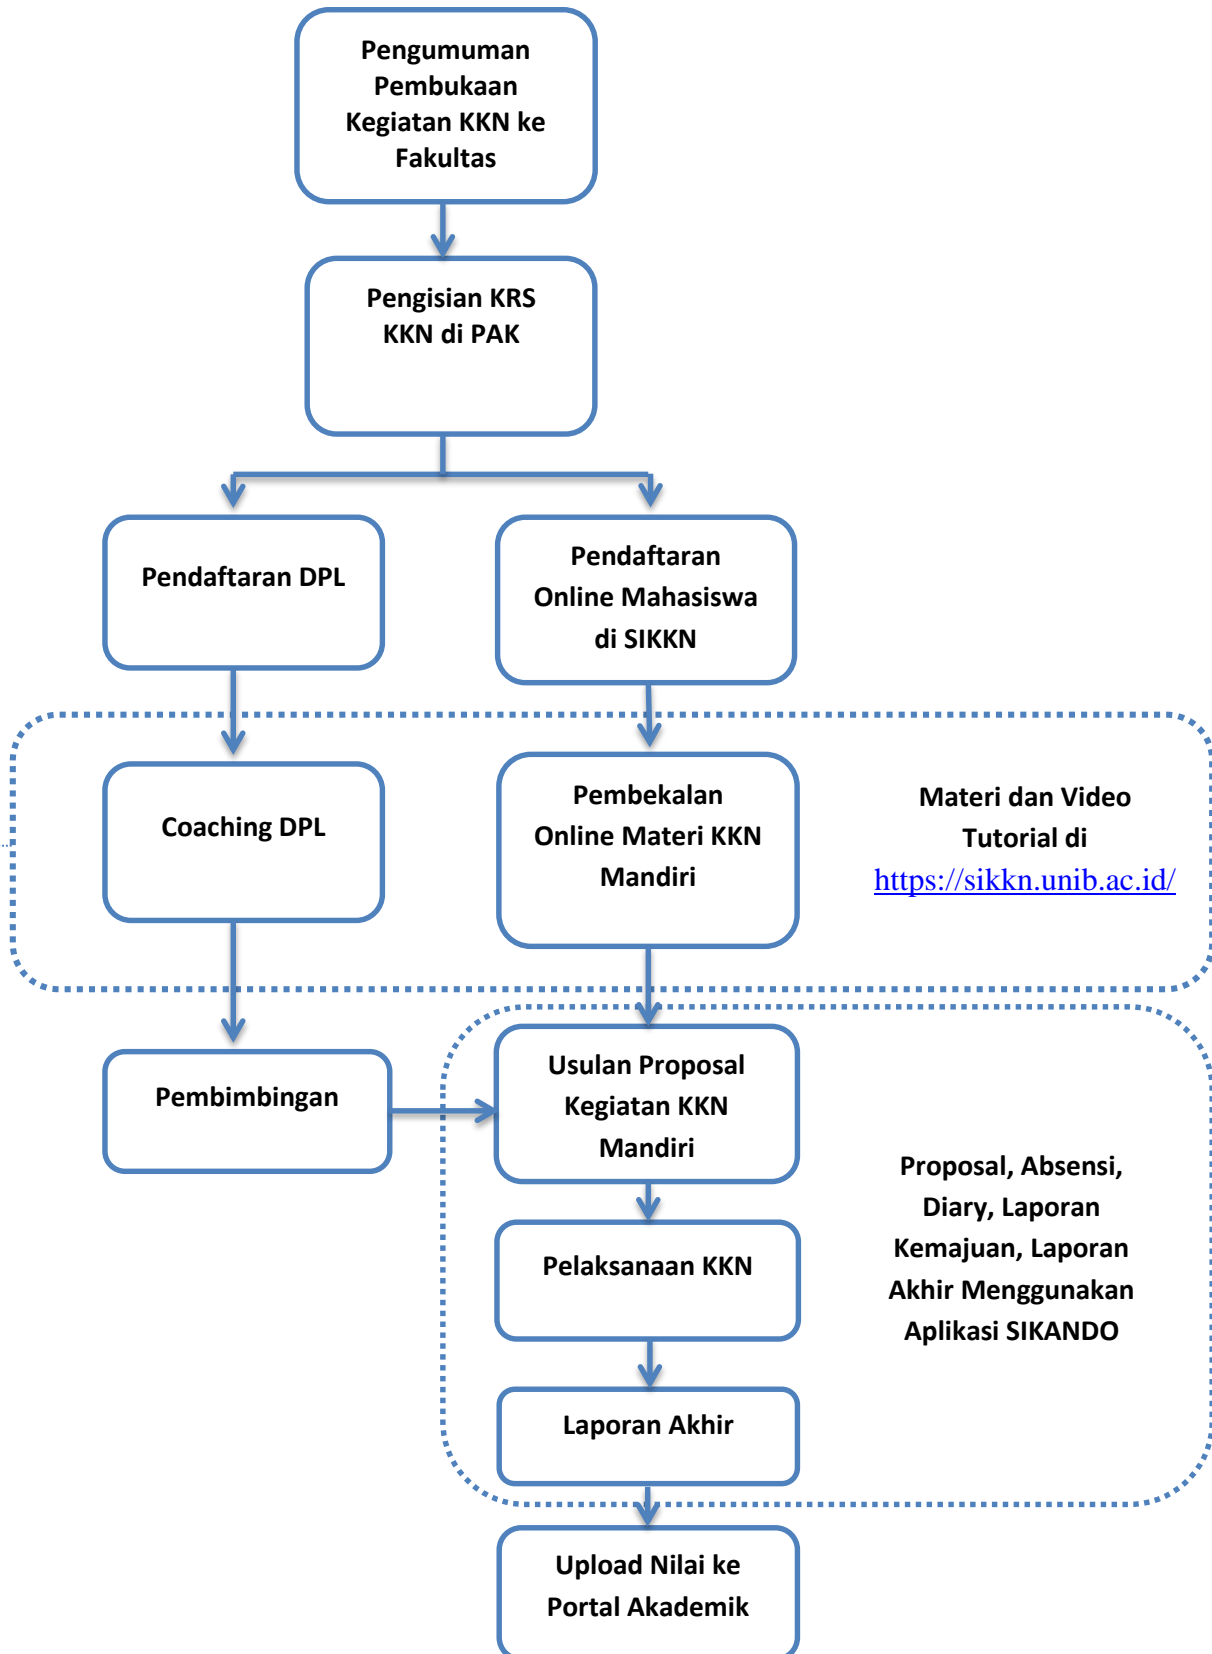 Pengumuman
Pembukaan
Kegiatan KKN ke
Fakultas
Pengisian KRS
KKN di PAK
Pendaftaran DPL
Pendaftaran
Online Mahasiswa
di SIKKN
Coaching DPL
Pembekalan
Online Materi KKN
Mandiri
Materi dan Video
Tutorial di
https://sikkn.unib.ac.id/
Pembimbingan
Usulan Proposal
Kegiatan KKN
Mandiri
Pelaksanaan KKN
Laporan Akhir
Proposal, Absensi,
Diary, Laporan
Kemajuan, Laporan
Akhir Menggunakan
Aplikasi SIKANDO
Upload Nilai ke
Portal Akademik